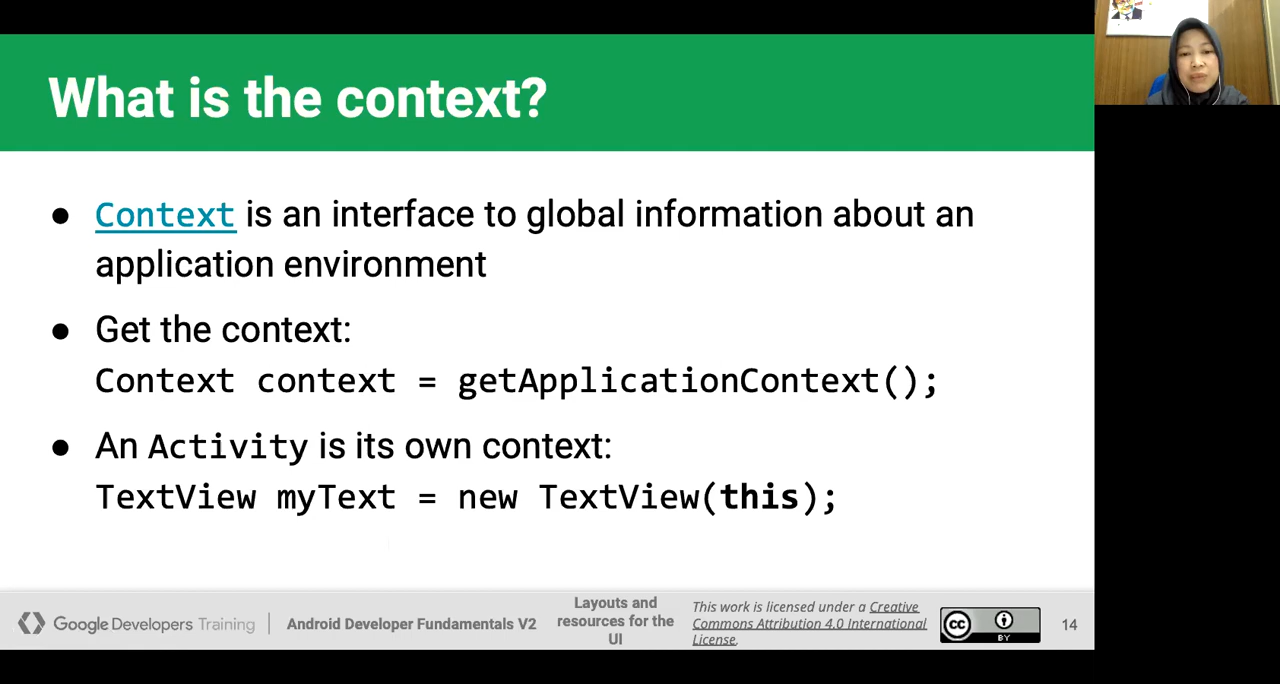 What is the context?
● Context is an interface to global information about an
application environment
● Get the context:
Context context = getApplicationContext();
● An Activity is its own context:
TextView myText = new TextView(this);
Google Developers Training
Android Developer Fundamentals V2
Layouts and
resources for the
UI
This work is licensed under a Creative
Commons Attribution 4.0 International
License.
cc
BY
14